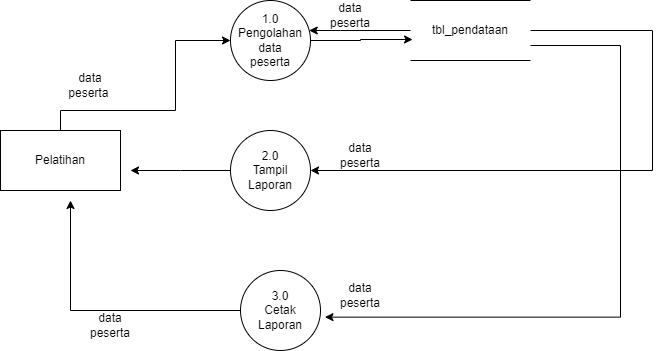 data
peserta
1.0
Pengolahan
data
peserta
tbl_pendataan
data
peserta
Pelatihan
2.0
Tampil
Laporan
data
peserta
3.0
Cetak
Laporan
data
peserta
data
peserta